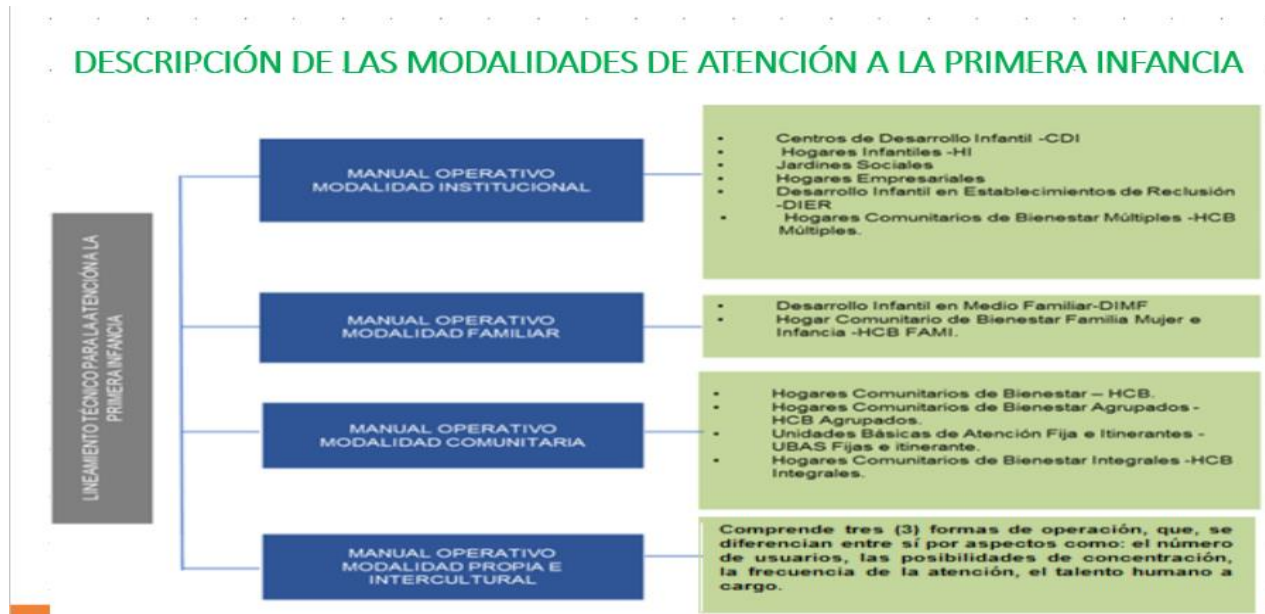 DESCRIPCIÓN DE LAS MODALIDADES DE ATENCIÓN A LA PRIMERA INFANCIA
LINEAMIENTO TÉCNICO PARA LA ATENCIÓN A LA
PRIMERA INFANCIA
MANUAL OPERATIVO
MODALIDAD INSTITUCIONAL
• Centros de Desarrollo Infantil -CDI
• Hogares Infantiles -HI
• Jardines Sociales
• Hogares Empresariales
• Desarrollo Infantil en Establecimientos de Reclusión
-DIER
• Hogares Comunitarios de Bienestar Múltiples -HCB
Múltiples.
MANUAL OPERATIVO
MODALIDAD FAMILIAR
• Desarrollo Infantil en Medio Familiar-DIMF
• Hogar Comunitario de Bienestar Familia Mujer e
Infancia -HCB FAMI.
MANUAL OPERATIVO
MODALIDAD COMUNITARIA
• Hogares Comunitarios de Bienestar – HCB.
• Hogares Comunitarios de Bienestar Agrupados -
HCB Agrupados.
• Unidades Básicas de Atención Fija e Itinerantes -
UBAS Fijas e itinerante.
• Hogares Comunitarios de Bienestar Integrales -HCB
Integrales.
MANUAL OPERATIVO
MODALIDAD PROPIA E
INTERCULTURAL
Comprende tres (3) formas de operación, que, se
diferencian entre sí por aspectos como: el número
de usuarios, las posibilidades de concentración,
la frecuencia de la atención, el talento humano a
cargo.